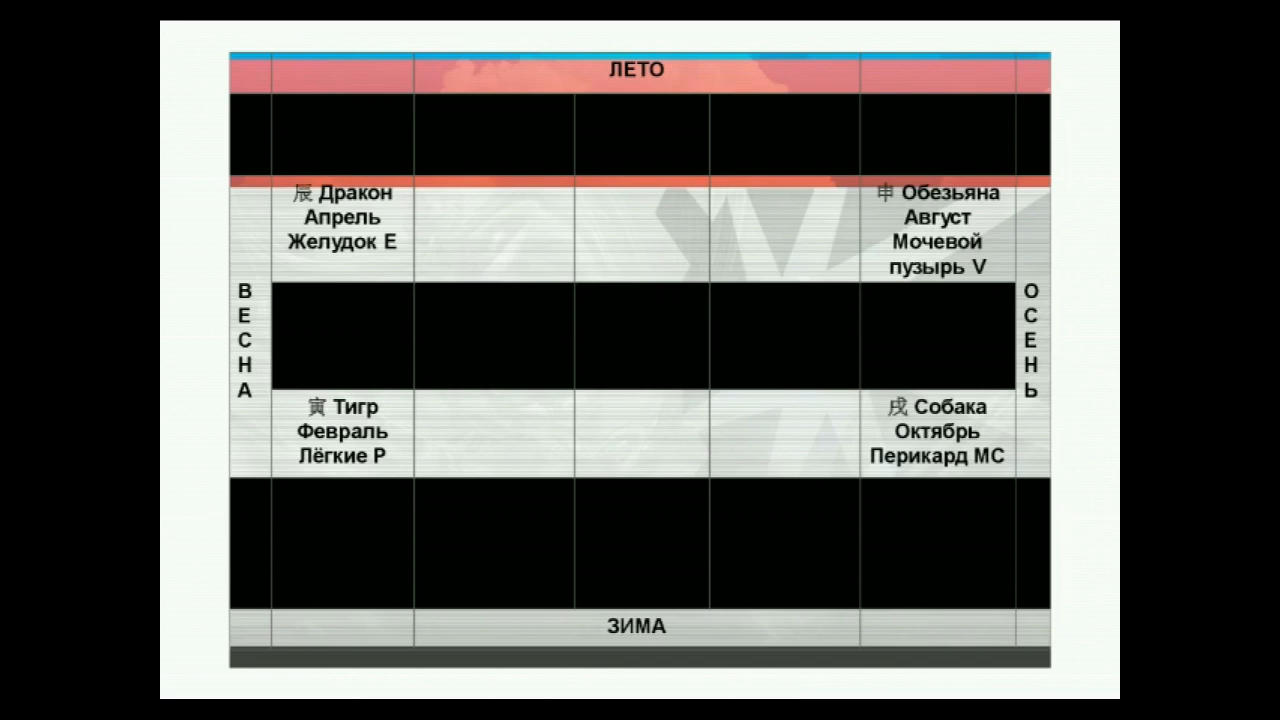 ЛЕТО
辰 Дракон
Апрель
Желудок E
申 Обезьяна
Август
Мочевой
пузырь V
В
Е
С
Н
А
О
С
Е
Н
Ь
寅 Тигр
Февраль
Лёгкие P
戌 Собака
Октябрь
Перикард MC
ЗИМА